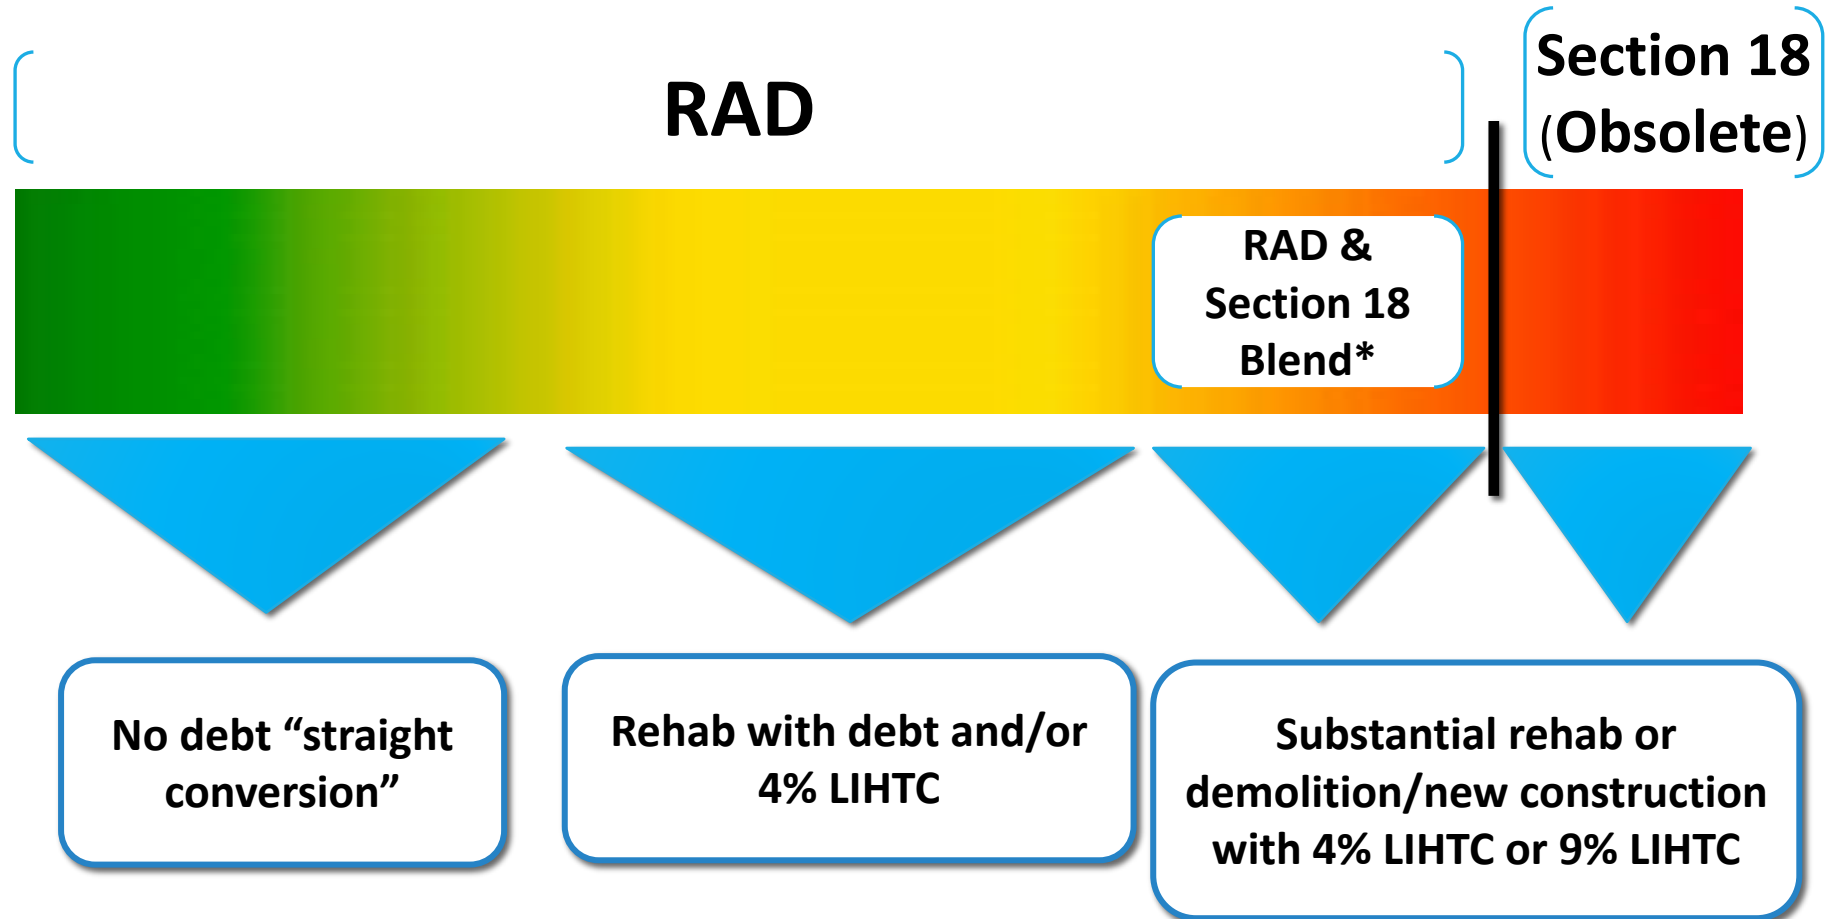 RAD
Section 18
(Obsolete)
RAD &
Section 18
Blend*
No debt “straight
conversion”
Rehab with debt and/or
4% LIHTC
Substantial rehab or
demolition/new construction
with 4% LIHTC or 9% LIHTC